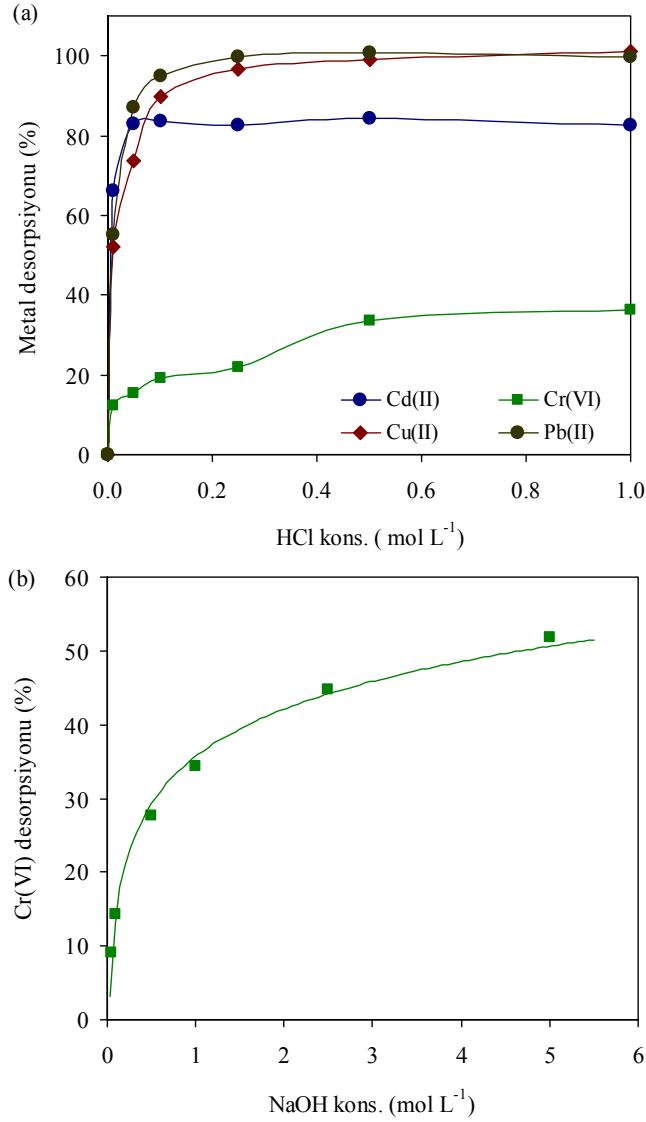 (a)
100
80
60
40
20
0
Metal desorpsiyonu (%)
Cd(II)
Cr(VI)
Cu(II)
Pb(II)
0.0 0.2 0.4 0.6 0.8 1.0
HCl kons. ( mol L⁻¹)
(b)
60
50
40
30
20
10
0
Cr(VI) desorpsiyonu (%)
0 1 2 3 4 5 6
NaOH kons. (mol L⁻¹)